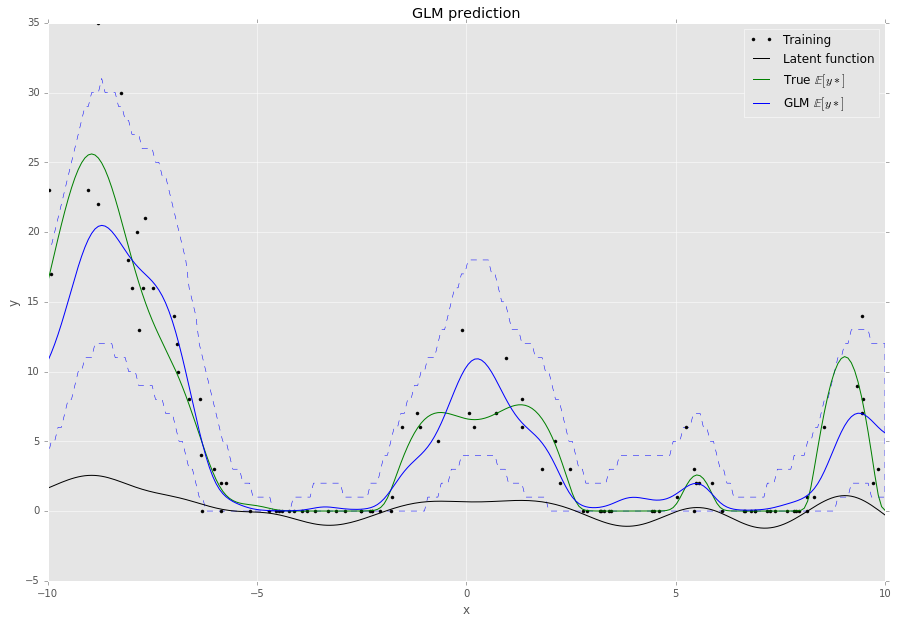 GLM prediction
35
30
25
20
15
10
5
0
−5
y
−10
−5
0
5
10
x
Training
Latent function
True 𝔼[y∗]
GLM 𝔼[y∗]